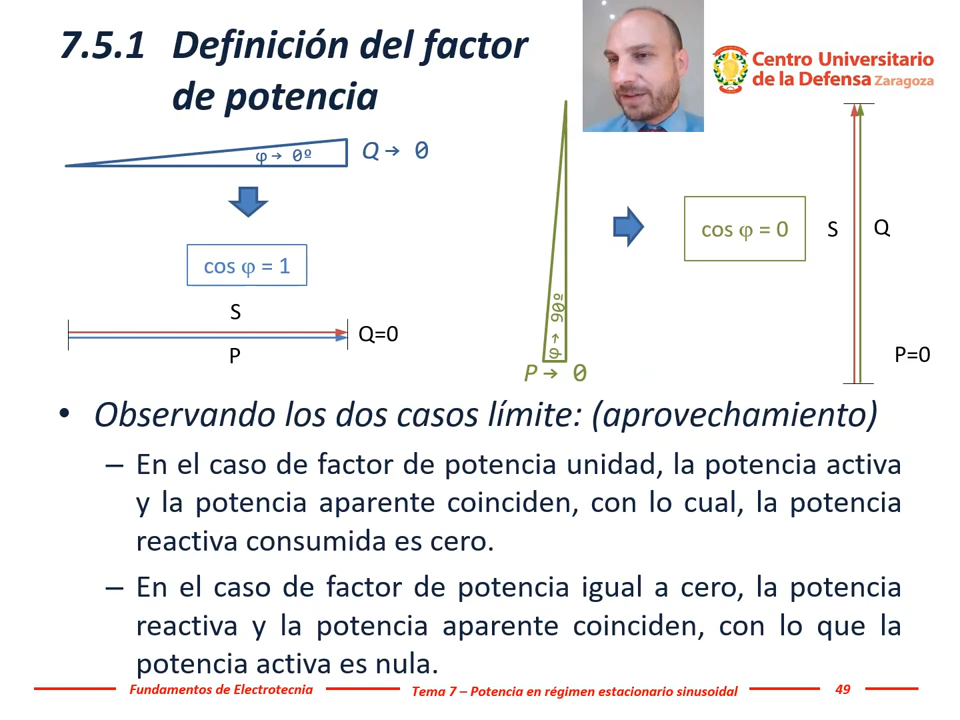 7.5.1 Definición del factor
de potencia
Centro Universitario
de la Defensa Zaragoza
φ → 0º
Q → 0
cos φ = 1
S
P
Q=0
φ → 90º
P → 0
cos φ = 0
S
Q
P=0
• Observando los dos casos límite: (aprovechamiento)
– En el caso de factor de potencia unidad, la potencia activa
y la potencia aparente coinciden, con lo cual, la potencia
reactiva consumida es cero.
– En el caso de factor de potencia igual a cero, la potencia
reactiva y la potencia aparente coinciden, con lo que la
potencia activa es nula.
Fundamentos de Electrotecnia
Tema 7 – Potencia en régimen estacionario sinusoidal
49